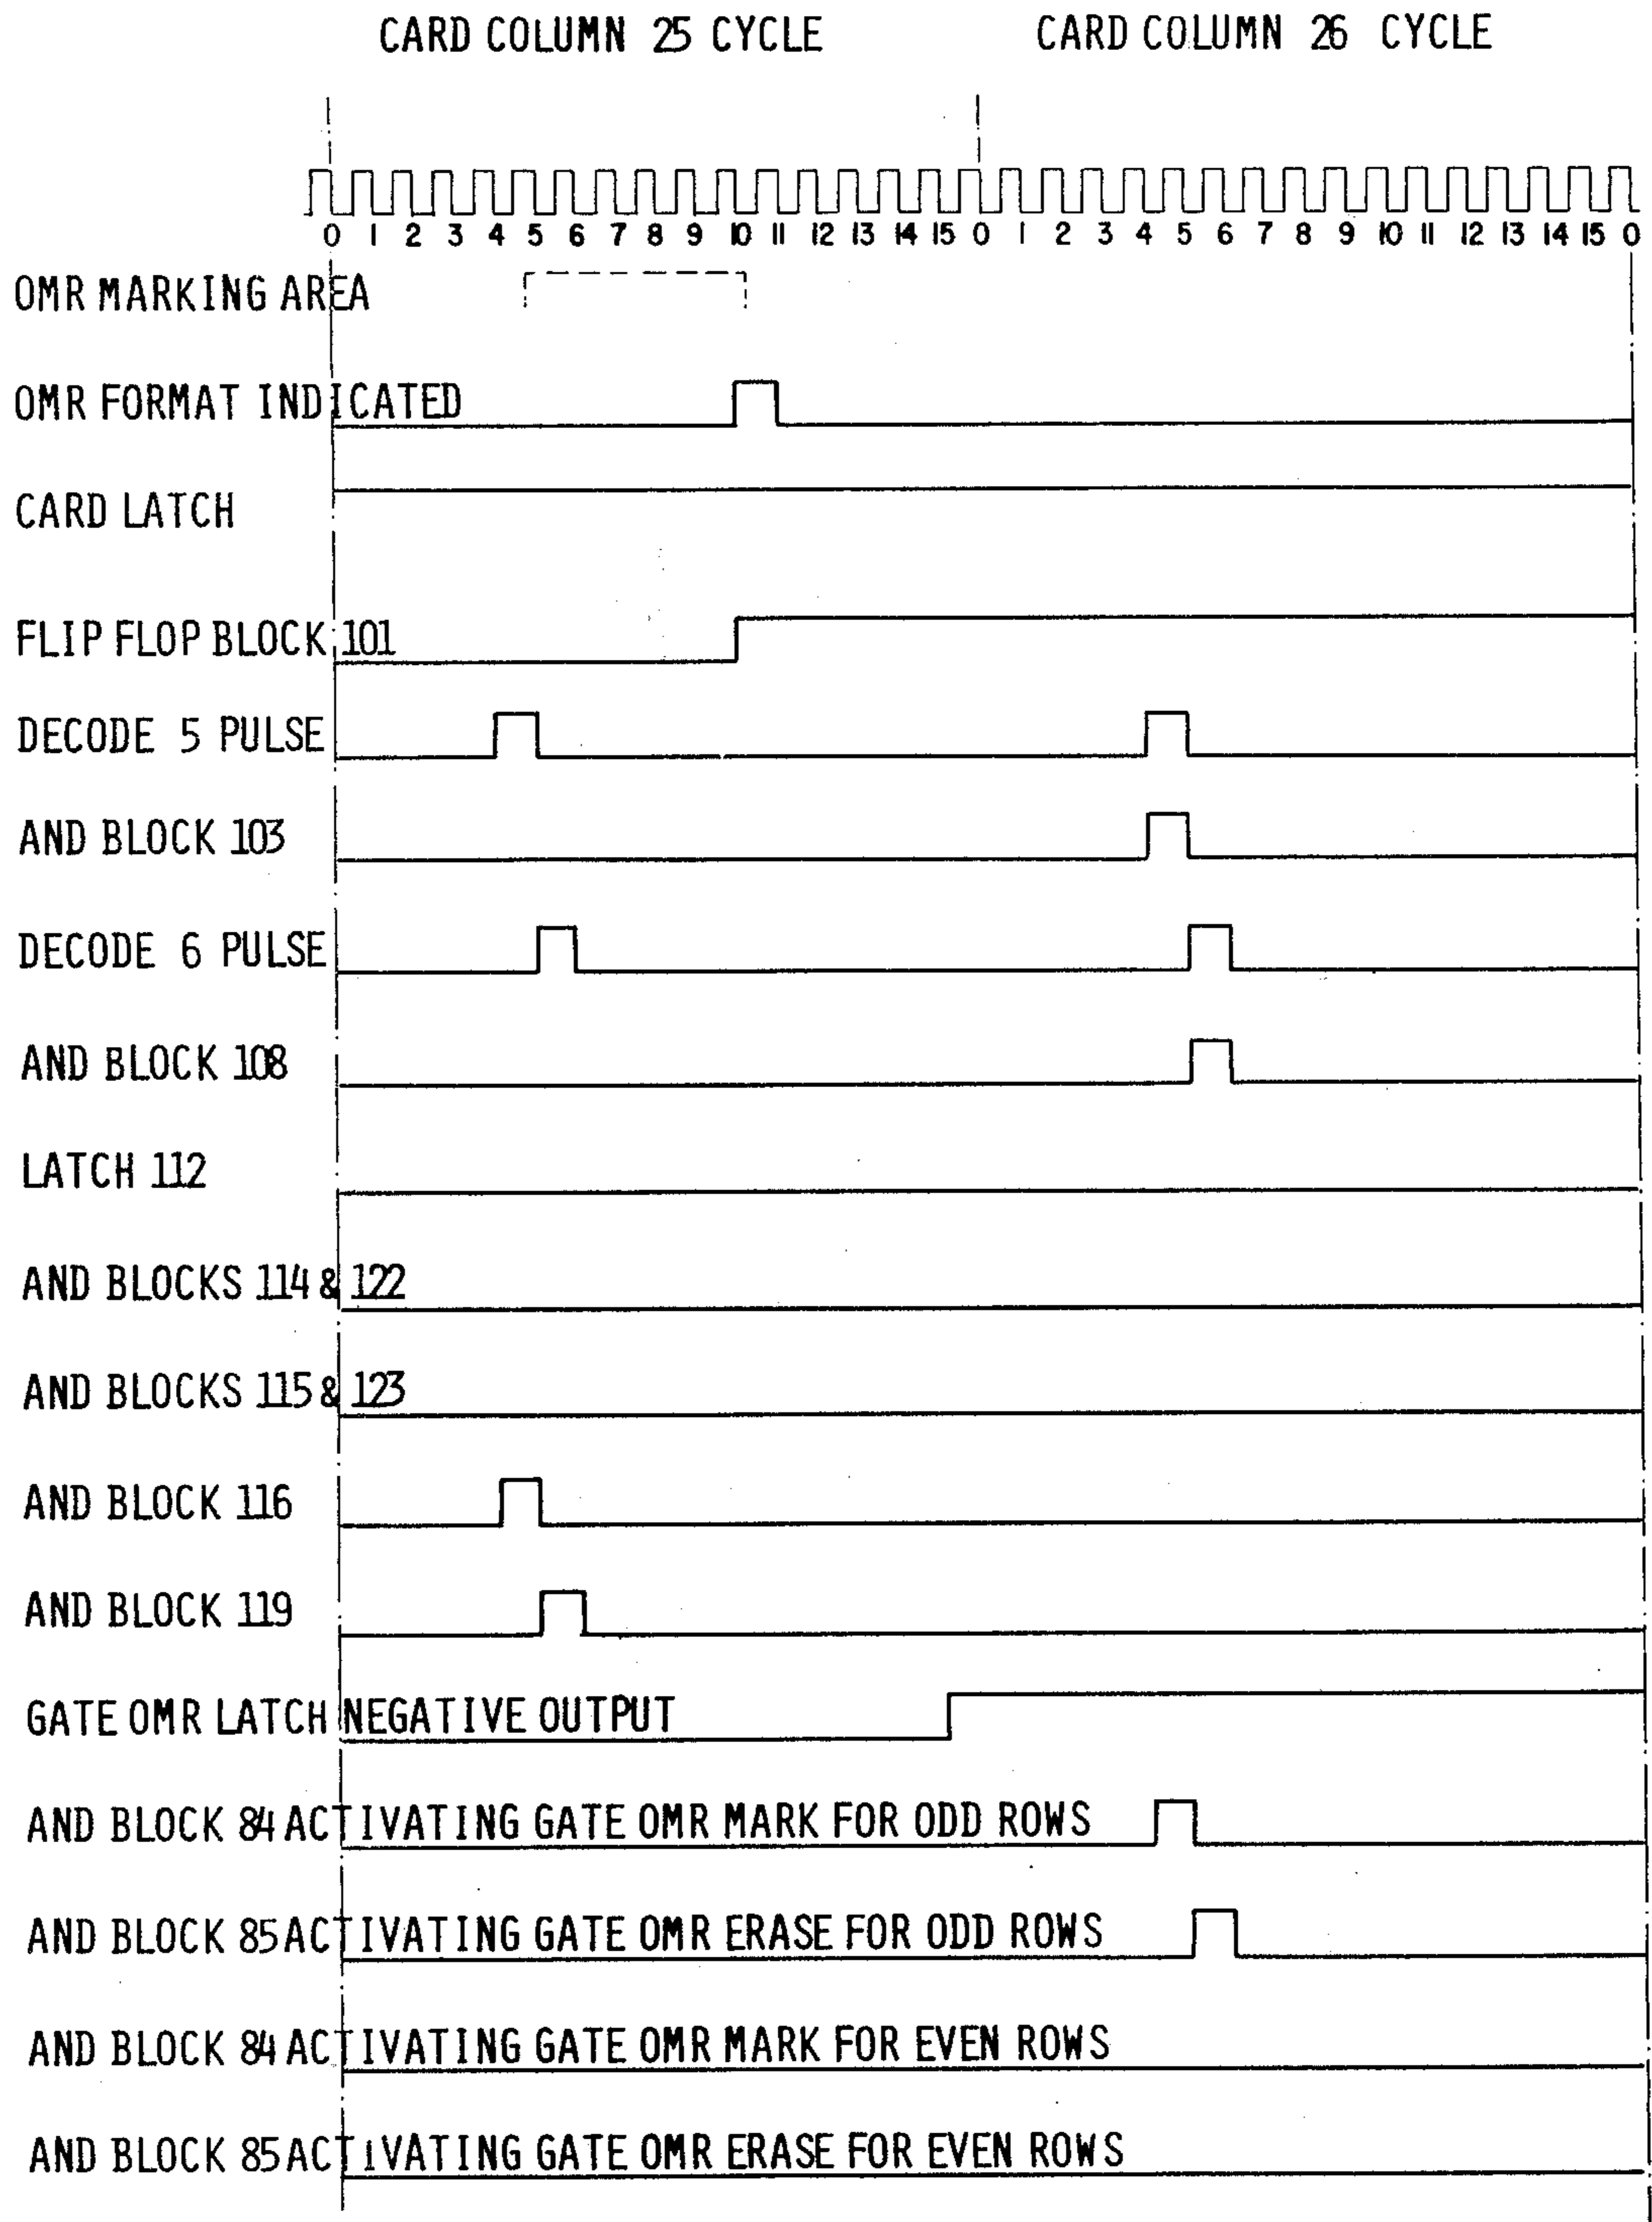 CARD COLUMN 25 CYCLE CARD COLUMN 26 CYCLE
0 1 2 3 4 5 6 7 8 9 10 11 12 13 14 15 0 1 2 3 4 5 6 7 8 9 10 11 12 13 14 15 0
OMR MARKING AREA
OMR FORMAT INDICATED
CARD LATCH
FLIP FLOP BLOCK 101
DECODE 5 PULSE
AND BLOCK 103
DECODE 6 PULSE
AND BLOCK 108
LATCH 112
AND BLOCKS 114 & 122
AND BLOCKS 115 & 123
AND BLOCK 116
AND BLOCK 119
GATE OMR LATCH NEGATIVE OUTPUT
AND BLOCK 84 ACTIVATING GATE OMR MARK FOR ODD ROWS
AND BLOCK 85 ACTIVATING GATE OMR ERASE FOR ODD ROWS
AND BLOCK 84 ACTIVATING GATE OMR MARK FOR EVEN ROWS
AND BLOCK 85 ACTIVATING GATE OMR ERASE FOR EVEN ROWS